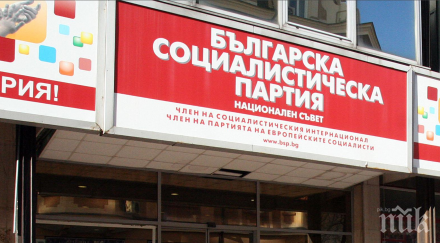 БЪЛГАРСКА
СОЦИАЛИСТИЧЕСКА
ПАРТИЯ
НАЦИОНАЛЕН СЪВЕТ
ЧЛЕН НА СОЦИАЛИСТИЧЕСКИЯ ИНТЕРНАЦИОНАЛ
ЧЛЕН НА ПАРТИЯТА НА ЕВРОПЕЙСКИТЕ СОЦИАЛИСТИ
www.bsp.bg
РИЯ!
пик